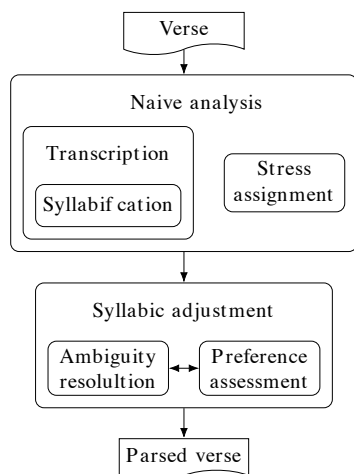 Verse
Naive analysis
Transcription
Syllabif cation
Stress
assignment
Syllabic adjustment
Ambiguity
resolultion
Preference
assessment
Parsed verse